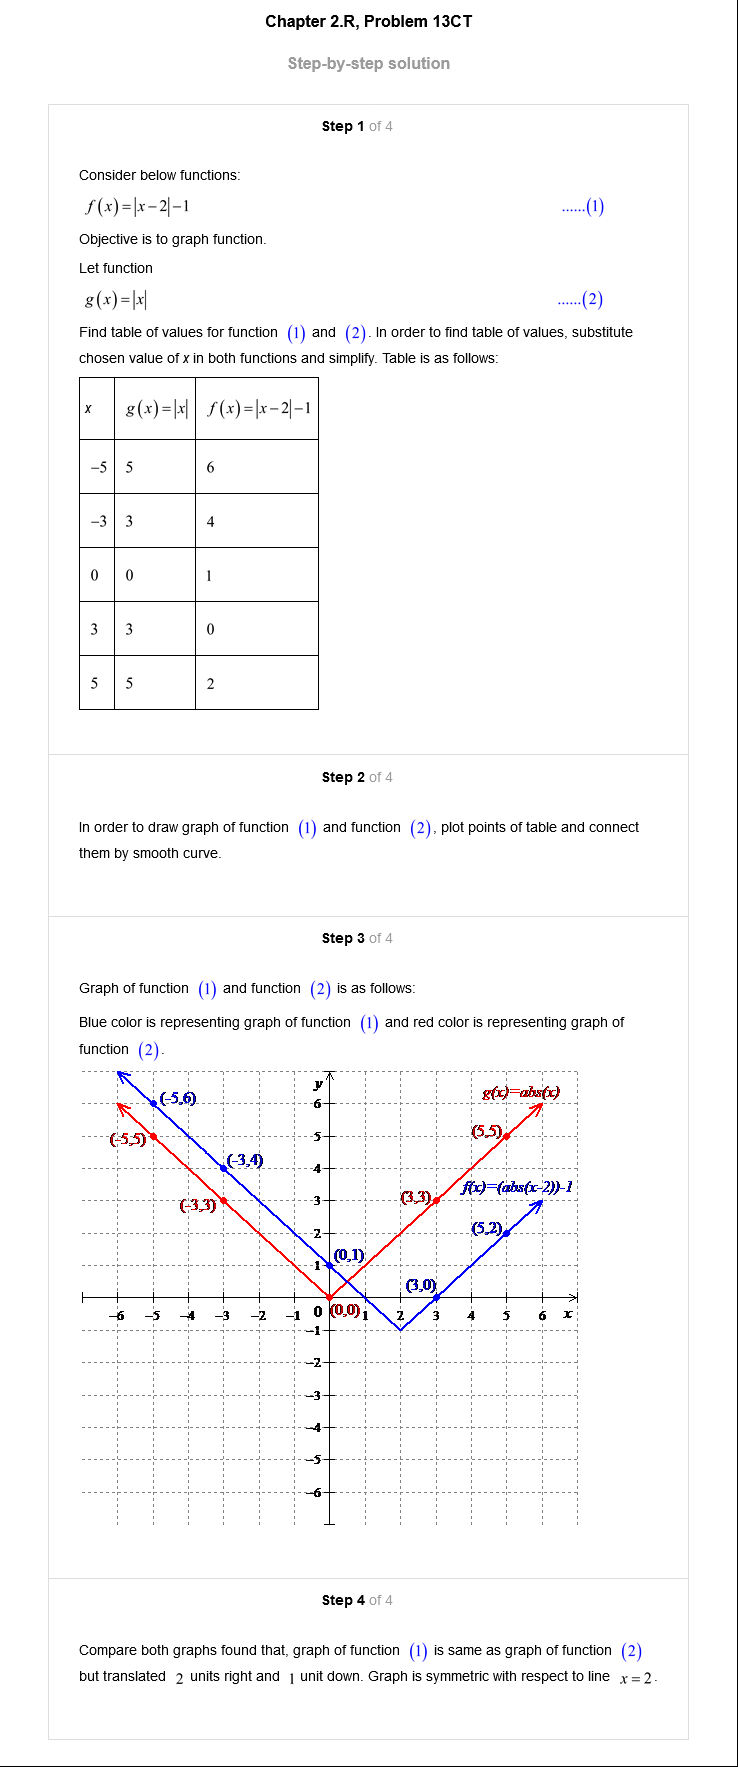 Chapter 2.R, Problem 13CT
Step-by-step solution
Step 1 of 4
Consider below functions:
f(x)=|x−2|−1 ......(1)
Objective is to graph function.
Let function
g(x)=|x| ......(2)
Find table of values for function (1) and (2). In order to find table of values, substitute
chosen value of x in both functions and simplify. Table is as follows:
x g(x)=|x| f(x)=|x−2|−1
−5 5 6
−3 3 4
0 0 1
3 3 0
5 5 2
Step 2 of 4
In order to draw graph of function (1) and function (2), plot points of table and connect
them by smooth curve.
Step 3 of 4
Graph of function (1) and function (2) is as follows:
Blue color is representing graph of function (1) and red color is representing graph of
function (2).
y
g(x)=abs(x)
6
(-5,6)
(-5,5)
5
(5,5)
(-3,4)
4
f(x)=(abs(x-2))-1
(-3,3)
3
(3,3)
2
(5,2)
1
(0,1)
(3,0)
−6 −5 −4 −3 −2 −1 0 (0,0) 1 2 3 4 5 6 x
−1
−2
−3
−4
−5
−6
Step 4 of 4
Compare both graphs found that, graph of function (1) is same as graph of function (2)
but translated 2 units right and 1 unit down. Graph is symmetric with respect to line x=2.